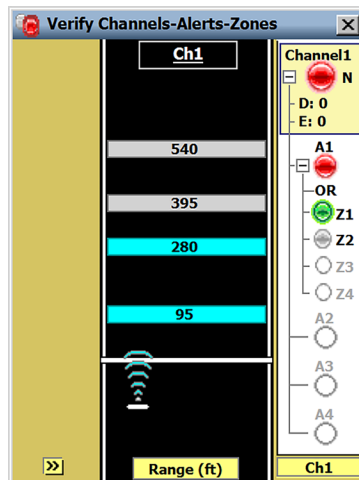 Verify Channels-Alerts-Zones
Ch1
540
395
280
95
Range (ft)
Channel1
N
D: 0
E: 0
A1
OR
Z1
Z2
Z3
Z4
A2
A3
A4
Ch1